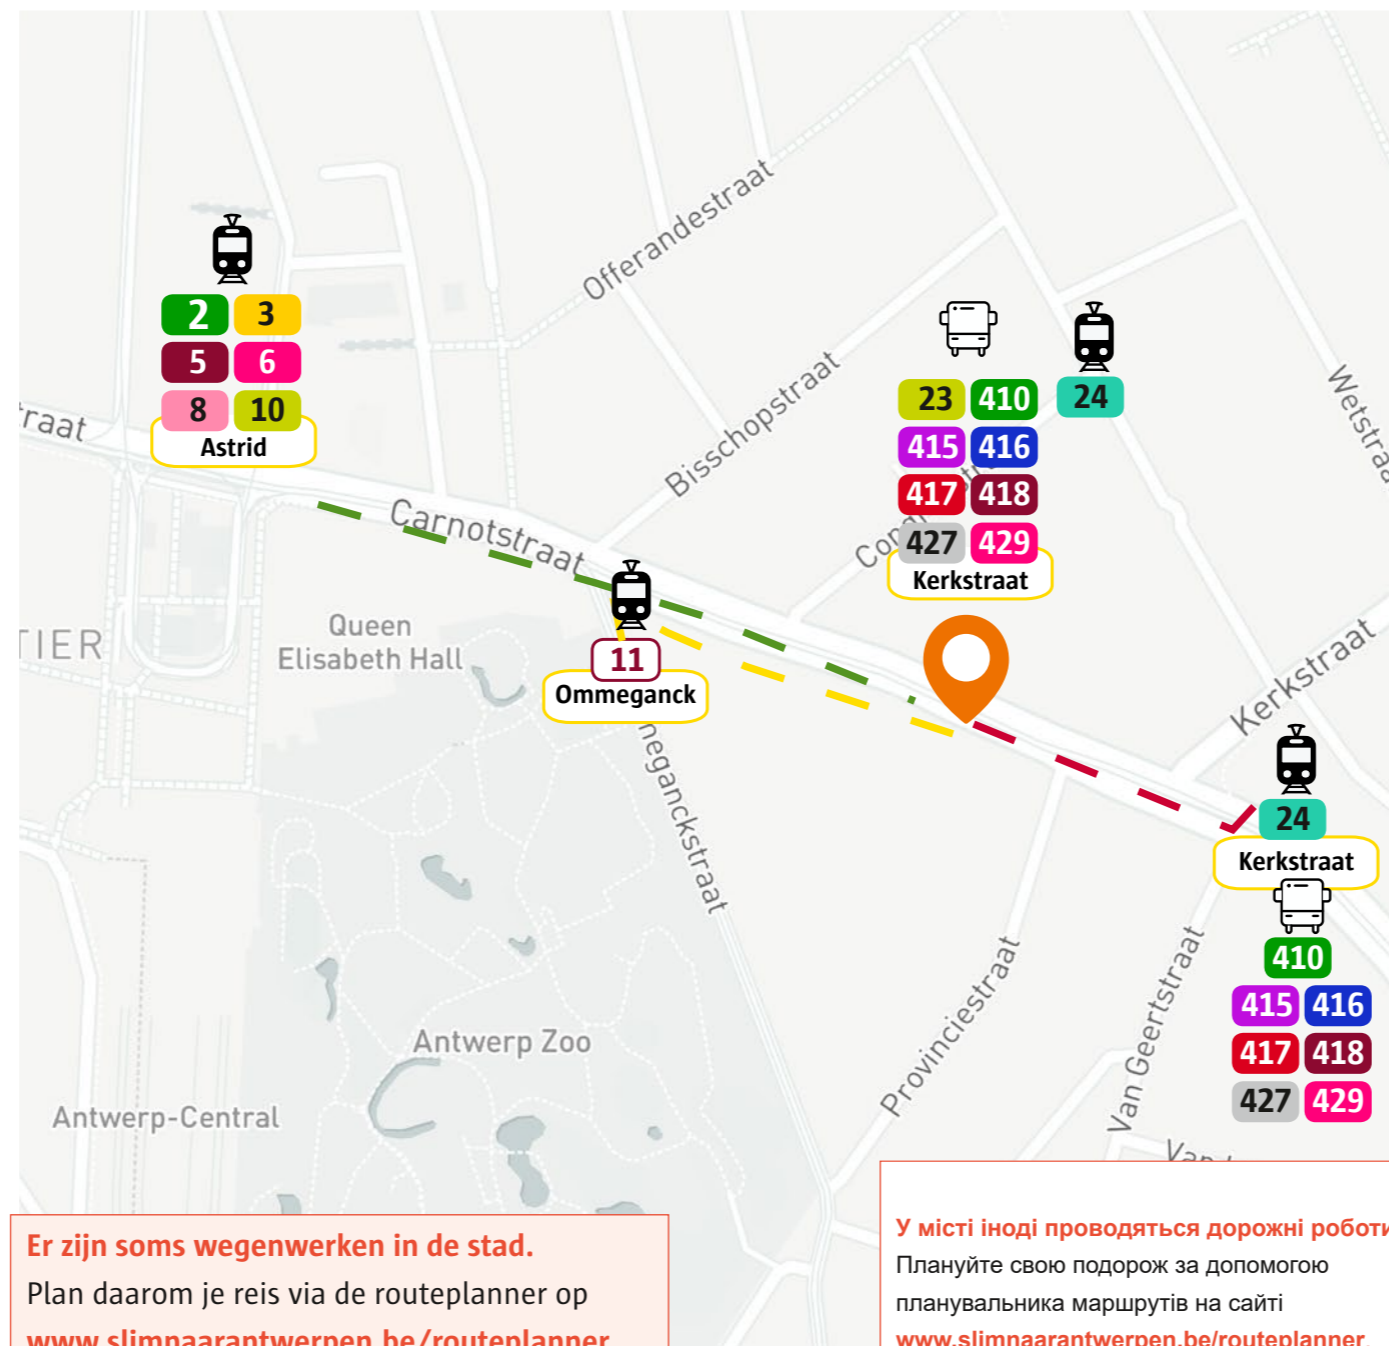 Offerandestraat
2 3
5 6
8 10
Astrid
traat
Carnotstraat
Bisschopstraat
23 410
415 416
417 418
427 429
Kerkstraat
24
Queen
Elisabeth Hall
TIER
11
Ommeganck
neganckstraat
Kerkstraat
24
Kerkstraat
410
415 416
417 418
427 429
Provinciestraat
Van Geertstraat
Antwerp Zoo
Antwerp-Central
Er zijn soms wegenwerken in de stad.
Plan daarom je reis via de routeplanner op
www.slimnaarantwerpen.be/routeplanner
У місті іноді проводяться дорожні роботи
Плануйте свою подорож за допомогою
планувальника маршрутів на сайті
www.slimnaarantwerpen.be/routeplanner